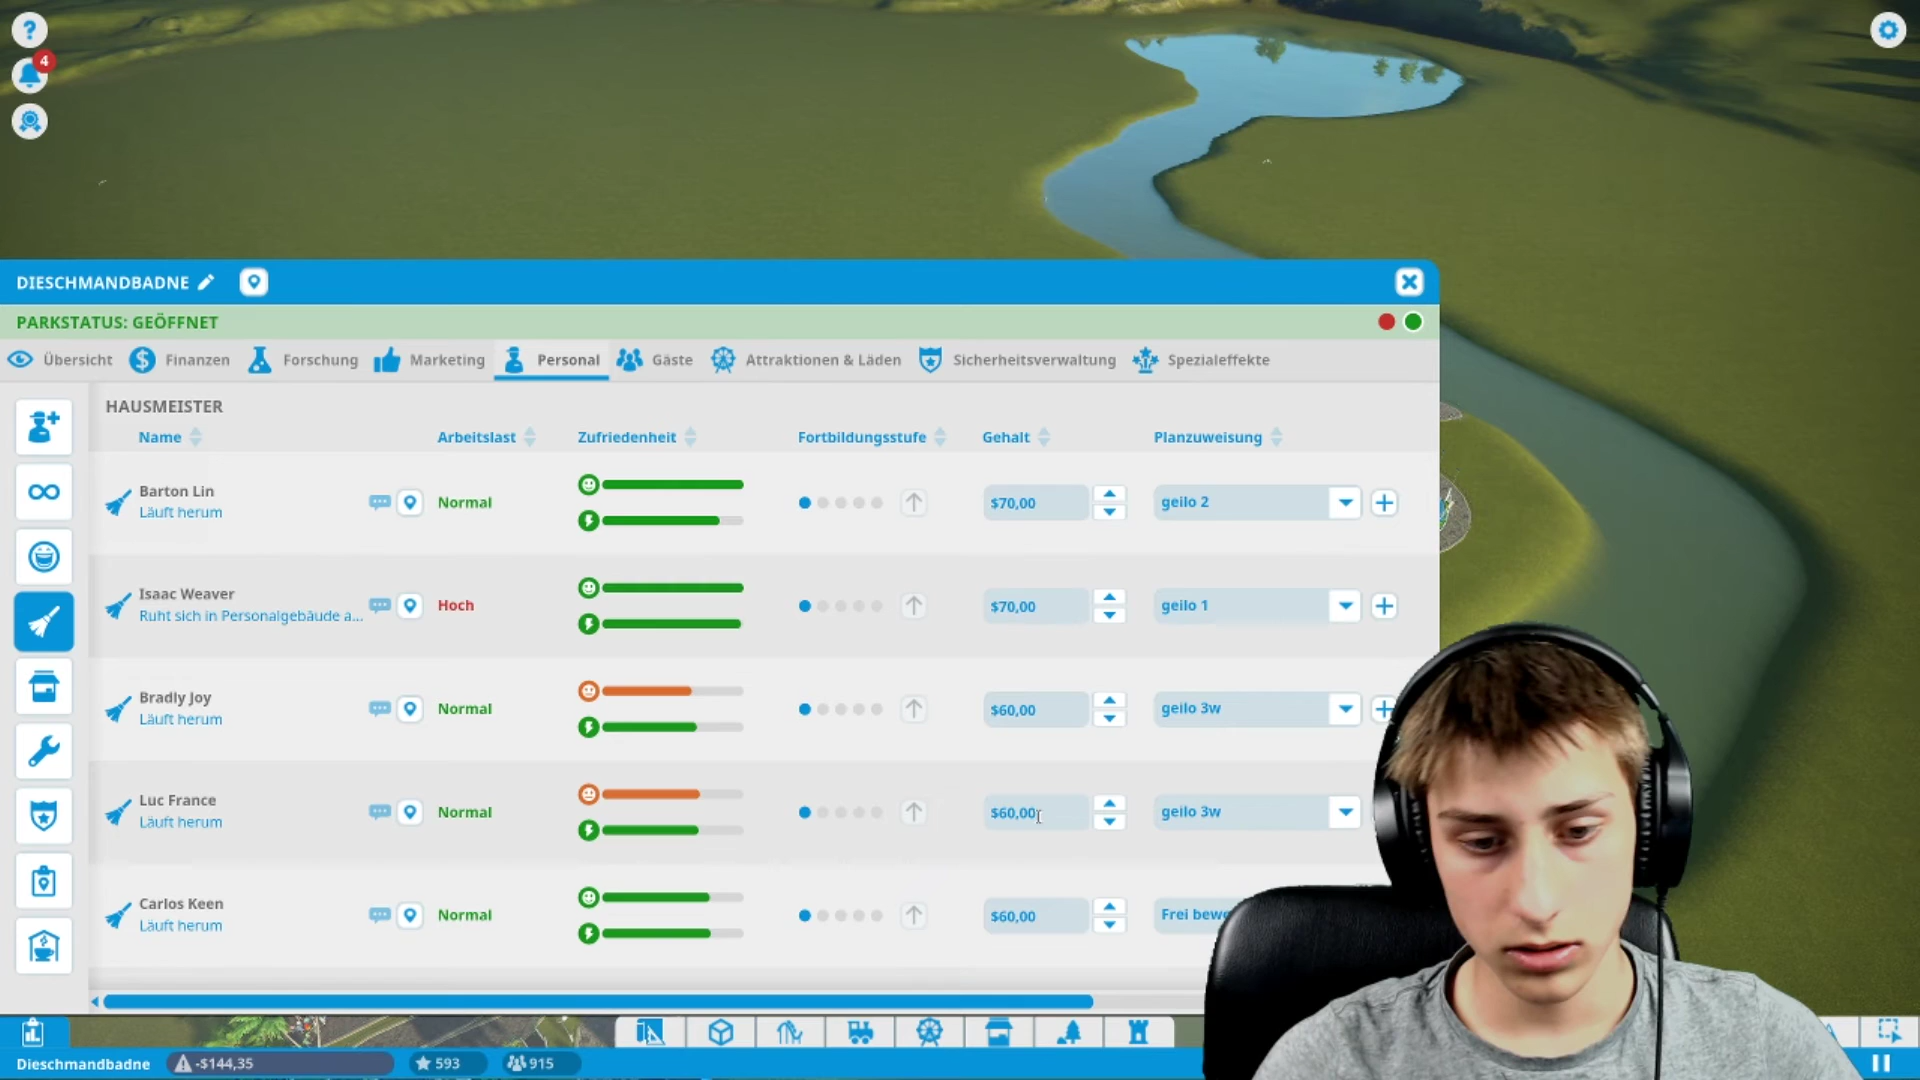 ?
4
DIESCHMANDBADNE
PARKSTATUS: GEÖFFNET
Übersicht $ Finanzen Forschung Marketing Personal Gäste Attraktionen & Läden Sicherheitsverwaltung Spezialeffekte
HAUSMEISTER
Name Arbeitslast Zufriedenheit Fortbildungsstufe Gehalt Planzuweisung
Barton Lin
Läuft herum
Normal
$70,00
geilo 2
Isaac Weaver
Ruht sich in Personalgebäude a...
Hoch
$70,00
geilo 1
Bradly Joy
Läuft herum
Normal
$60,00
geilo 3w
Luc France
Läuft herum
Normal
$60,00
geilo 3w
Carlos Keen
Läuft herum
Normal
$60,00
Frei
Dieschmandbadne -$144,35 593 915